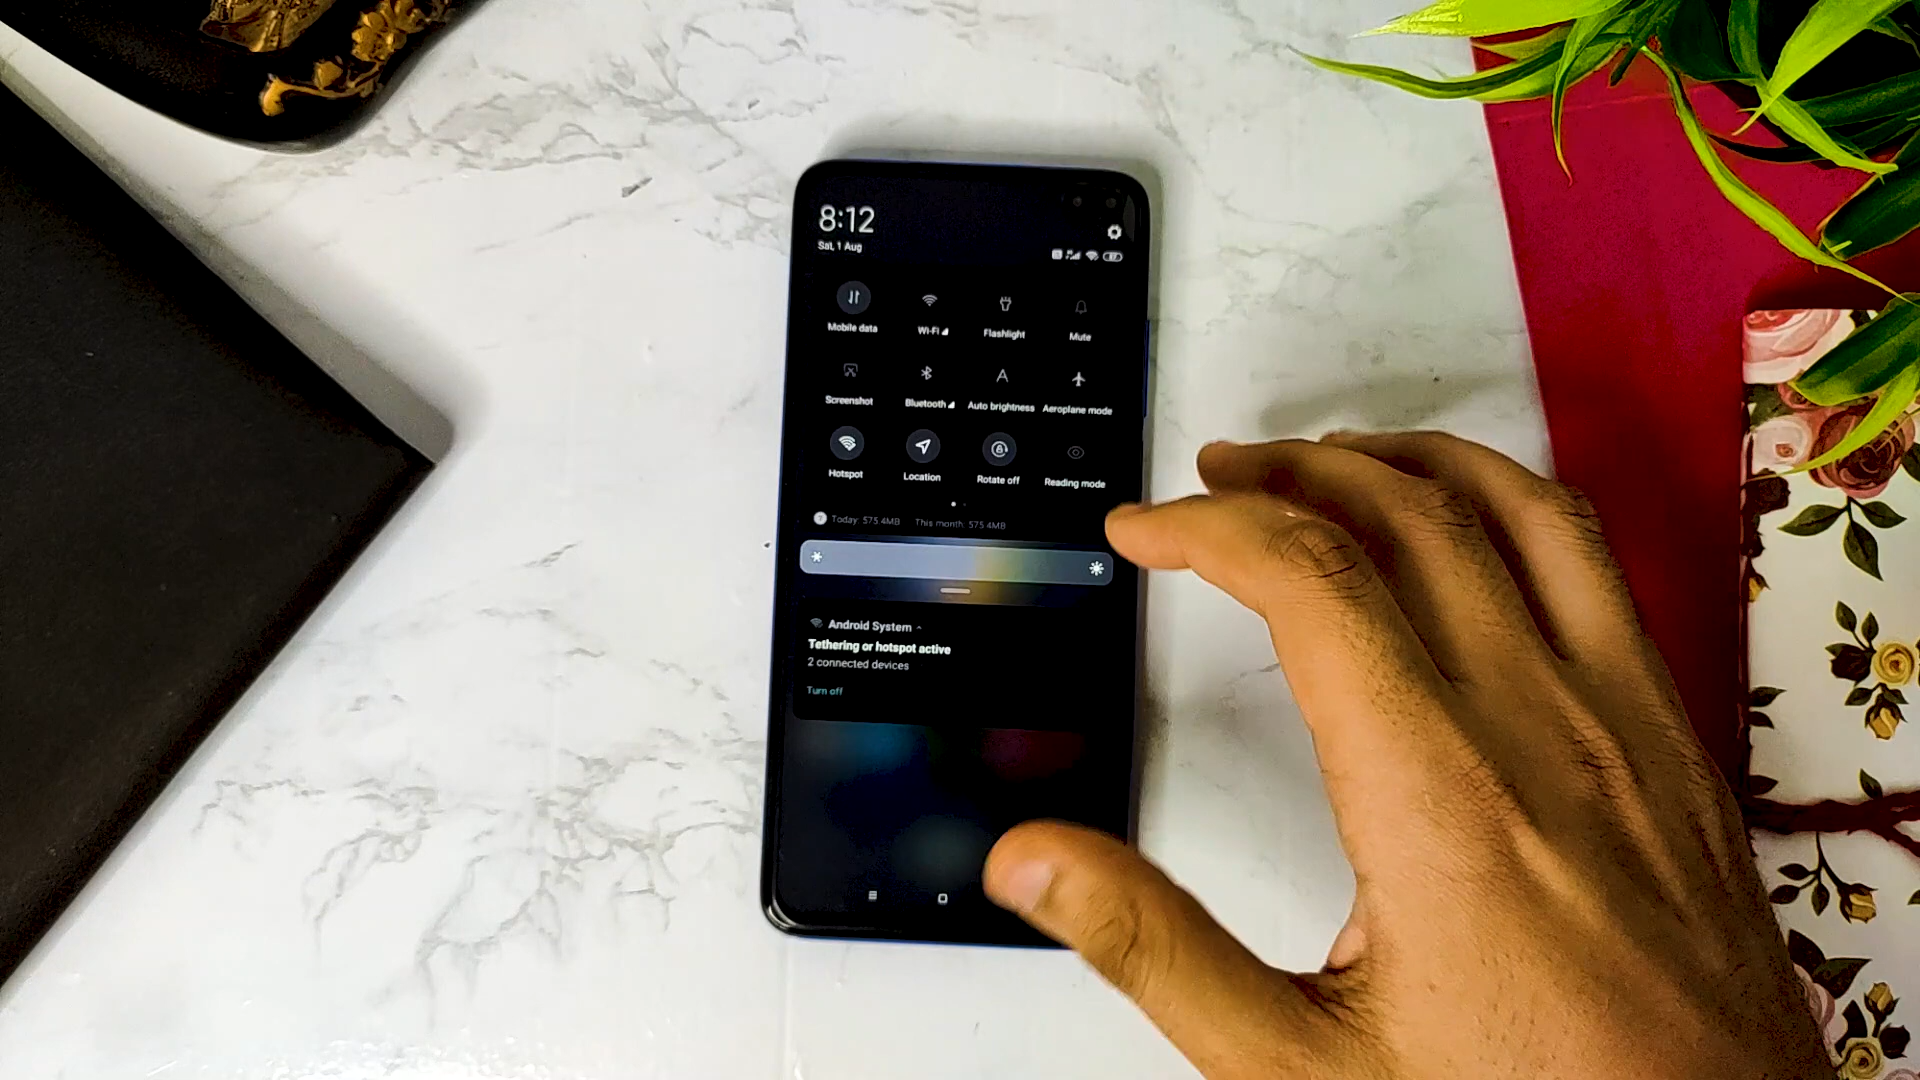 8:12
Sat, 1 Aug
87
Mobile data
Wi-Fi
Flashlight
Mute
Screenshot
Bluetooth
A
Auto brightness
Aeroplane mode
Hotspot
Location
Rotate off
Reading mode
Today: 575.4MB This month: 575.4MB
Android System
Tethering or hotspot active
2 connected devices
Turn off